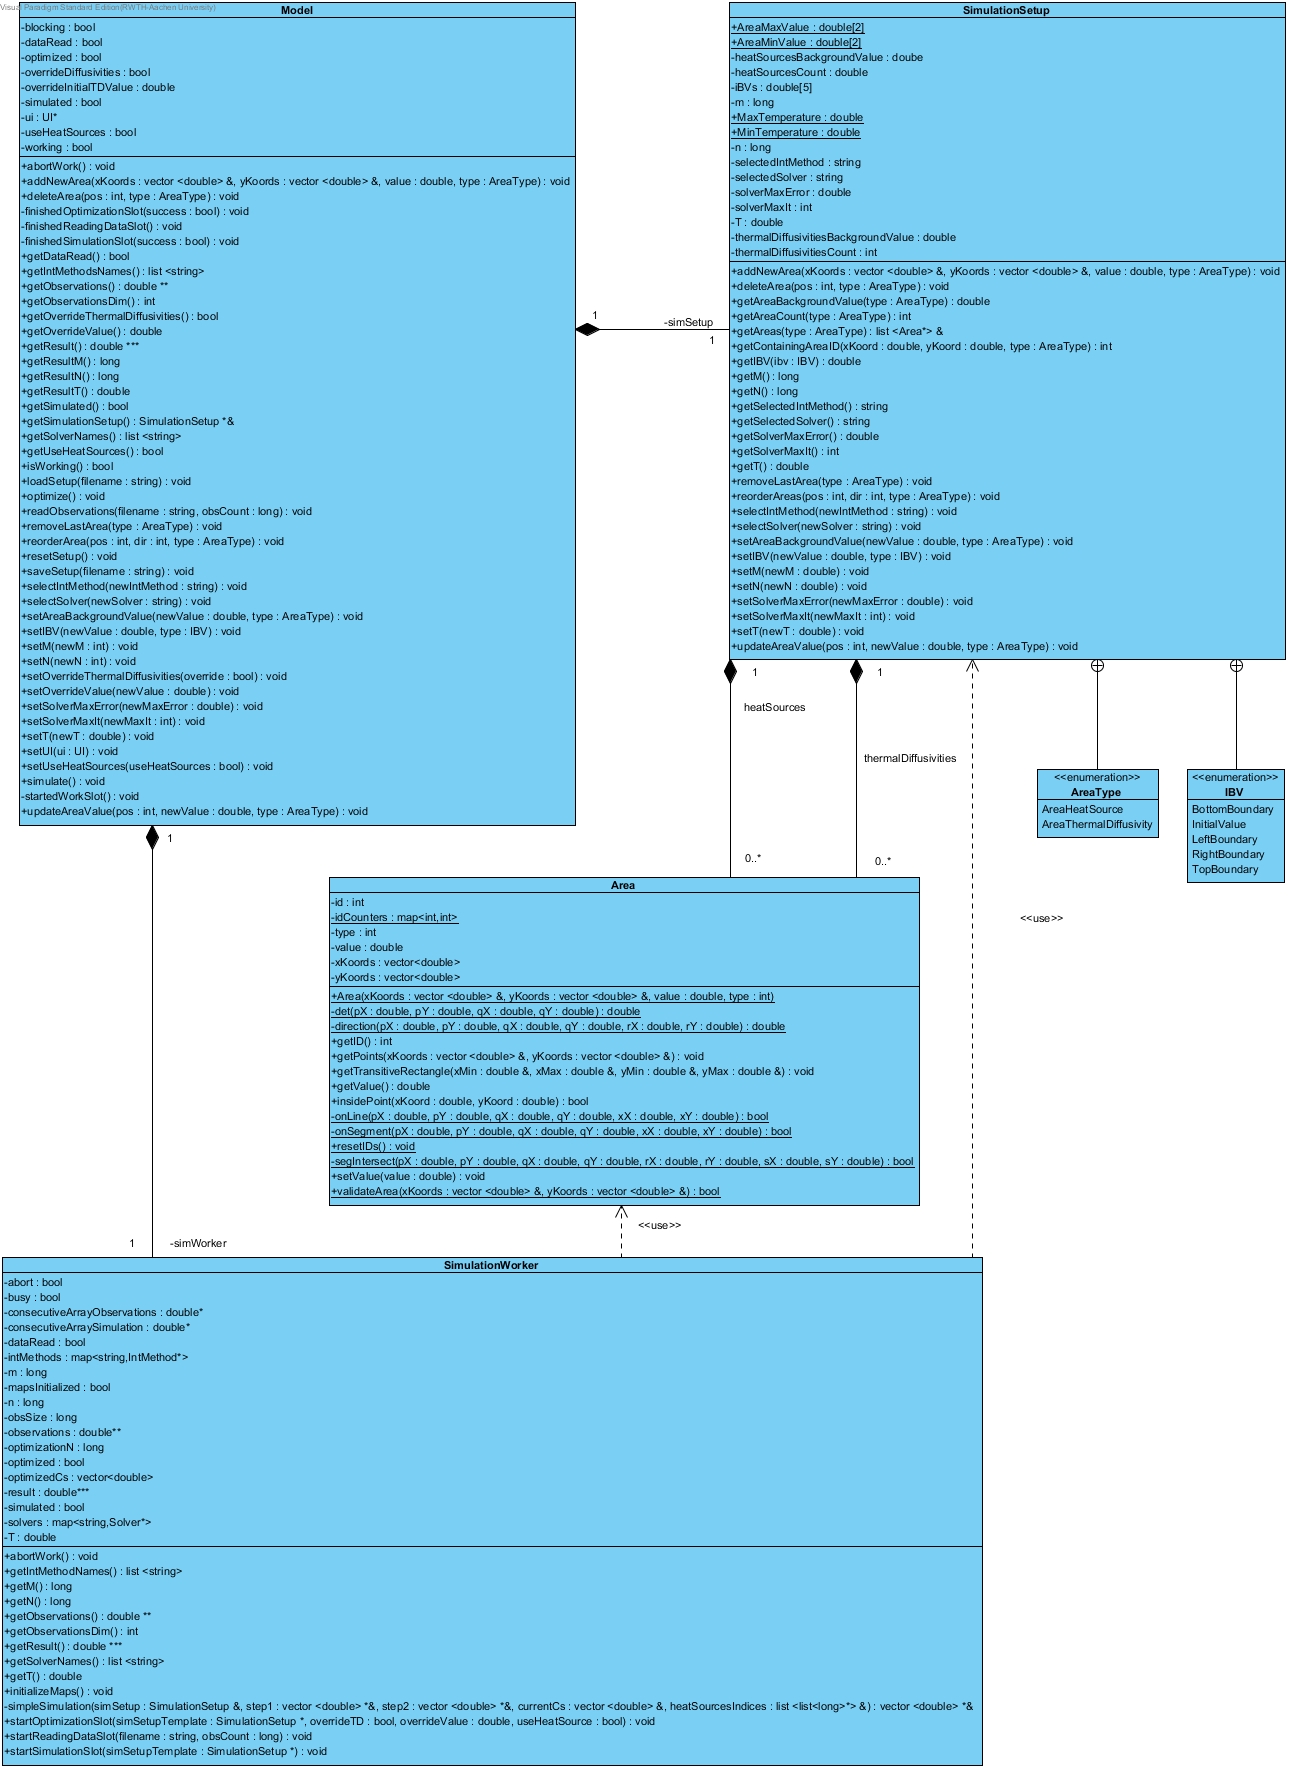 Visual Paradigm Standard Edition(RWTH-Aachen University)
Model
-blocking : bool
-dataRead : bool
-optimized : bool
-overrideDiffusivities : bool
-overrideInitialTDValue : double
-simulated : bool
-ui : UI*
-useHeatSources : bool
-working : bool
+abortWork() : void
+addNewArea(xKoords : vector <double> &, yKoords : vector <double> &, value : double, type : AreaType) : void
+deleteArea(pos : int, type : AreaType) : void
-finishedOptimizationSlot(success : bool) : void
-finishedReadingDataSlot() : void
-finishedSimulationSlot(success : bool) : void
+getDataRead() : bool
+getIntMethodsNames() : list <string>
+getObservations() : double **
+getObservationsDim() : int
+getOverrideThermalDiffusivities() : bool
+getOverrideValue() : double
+getResult() : double ***
+getResultM() : long
+getResultN() : long
+getResultT() : double
+getSimulated() : bool
+getSimulationSetup() : SimulationSetup *&
+getSolverNames() : list <string>
+getUseHeatSources() : bool
+isWorking() : bool
+loadSetup(filename : string) : void
+optimize() : void
+readObservations(filename : string, obsCount : long) : void
+removeLastArea(type : AreaType) : void
+reorderArea(pos : int, dir : int, type : AreaType) : void
+resetSetup() : void
+saveSetup(filename : string) : void
+selectIntMethod(newIntMethod : string) : void
+selectSolver(newSolver : string) : void
+setAreaBackgroundValue(newValue : double, type : AreaType) : void
+setIBV(newValue : double, type : IBV) : void
+setM(newM : int) : void
+setN(newN : int) : void
+setOverrideThermalDiffusivities(override : bool) : void
+setOverrideValue(newValue : double) : void
+setSolverMaxError(newMaxError : double) : void
+setSolverMaxIt(newMaxIt : int) : void
+setT(newT : double) : void
+setUI(ui : UI) : void
+setUseHeatSources(useHeatSources : bool) : void
+simulate() : void
-startedWorkSlot() : void
+updateAreaValue(pos : int, newValue : double, type : AreaType) : void
SimulationSetup
+AreaMaxValue : double[2]
+AreaMinValue : double[2]
-heatSourcesBackgroundValue : doube
-heatSourcesCount : double
-iBVs : double[5]
-m : long
+MaxTemperature : double
+MinTemperature : double
-n : long
-selectedIntMethod : string
-selectedSolver : string
-solverMaxError : double
-solverMaxIt : int
-T : double
-thermalDiffusivitiesBackgroundValue : double
-thermalDiffusivitiesCount : int
+addNewArea(xKoords : vector <double> &, yKoords : vector <double> &, value : double, type : AreaType) : void
+deleteArea(pos : int, type : AreaType) : void
+getAreaBackgroundValue(type : AreaType) : double
+getAreaCount(type : AreaType) : int
+getAreas(type : AreaType) : list <Area*> &
+getContainingAreaID(xKoord : double, yKoord : double, type : AreaType) : int
+getIBV(ibv : IBV) : double
+getM() : long
+getN() : long
+getSelectedIntMethod() : string
+getSelectedSolver() : string
+getSolverMaxError() : double
+getSolverMaxIt() : int
+getT() : double
+removeLastArea(type : AreaType) : void
+reorderAreas(pos : int, dir : int, type : AreaType) : void
+selectIntMethod(newIntMethod : string) : void
+selectSolver(newSolver : string) : void
+setAreaBackgroundValue(newValue : double, type : AreaType) : void
+setIBV(newValue : double, type : IBV) : void
+setM(newM : double) : void
+setN(newN : double) : void
+setSolverMaxError(newMaxError : double) : void
+setSolverMaxIt(newMaxIt : int) : void
+setT(newT : double) : void
+updateAreaValue(pos : int, newValue : double, type : AreaType) : void
1
-simSetup
1
1
1
heatSources
thermalDiffusivities
0..*
0..*
<<enumeration>>
AreaType
AreaHeatSource
AreaThermalDiffusivity
<<enumeration>>
IBV
BottomBoundary
InitialValue
LeftBoundary
RightBoundary
TopBoundary
<<use>>
1
Area
-id : int
-idCounters : map<int,int>
-type : int
-value : double
-xKoords : vector<double>
-yKoords : vector<double>
+Area(xKoords : vector <double> &, yKoords : vector <double> &, value : double, type : int)
-det(pX : double, pY : double, qX : double, qY : double) : double
-direction(pX : double, pY : double, qX : double, qY : double, rX : double, rY : double) : double
+getID() : int
+getPoints(xKoords : vector <double> &, yKoords : vector <double> &) : void
+getTransitiveRectangle(xMin : double &, xMax : double &, yMin : double &, yMax : double &) : void
+getValue() : double
+insidePoint(xKoord : double, yKoord : double) : bool
-onLine(pX : double, pY : double, qX : double, qY : double, xX : double, xY : double) : bool
-onSegment(pX : double, pY : double, qX : double, qY : double, xX : double, xY : double) : bool
+resetIDs() : void
-segIntersect(pX : double, pY : double, qX : double, qY : double, rX : double, rY : double, sX : double, sY : double) : bool
+setValue(value : double) : void
+validateArea(xKoords : vector <double> &, yKoords : vector <double> &) : bool
<<use>>
1
-simWorker
SimulationWorker
-abort : bool
-busy : bool
-consecutiveArrayObservations : double*
-consecutiveArraySimulation : double*
-dataRead : bool
-intMethods : map<string,IntMethod*>
-m : long
-mapsInitialized : bool
-n : long
-obsSize : long
-observations : double**
-optimizationN : long
-optimized : bool
-optimizedCs : vector<double>
-result : double***
-simulated : bool
-solvers : map<string,Solver*>
-T : double
+abortWork() : void
+getIntMethodNames() : list <string>
+getM() : long
+getN() : long
+getObservations() : double **
+getObservationsDim() : int
+getResult() : double ***
+getSolverNames() : list <string>
+getT() : double
+initializeMaps() : void
-simpleSimulation(simSetup : SimulationSetup &, step1 : vector <double> *&, step2 : vector <double> *&, currentCs : vector <double> &, heatSourcesIndices : list <list<long>*> &) : vector <double> *&
+startOptimizationSlot(simSetupTemplate : SimulationSetup *, overrideTD : bool, overrideValue : double, useHeatSource : bool) : void
+startReadingDataSlot(filename : string, obsCount : long) : void
+startSimulationSlot(simSetupTemplate : SimulationSetup *) : void